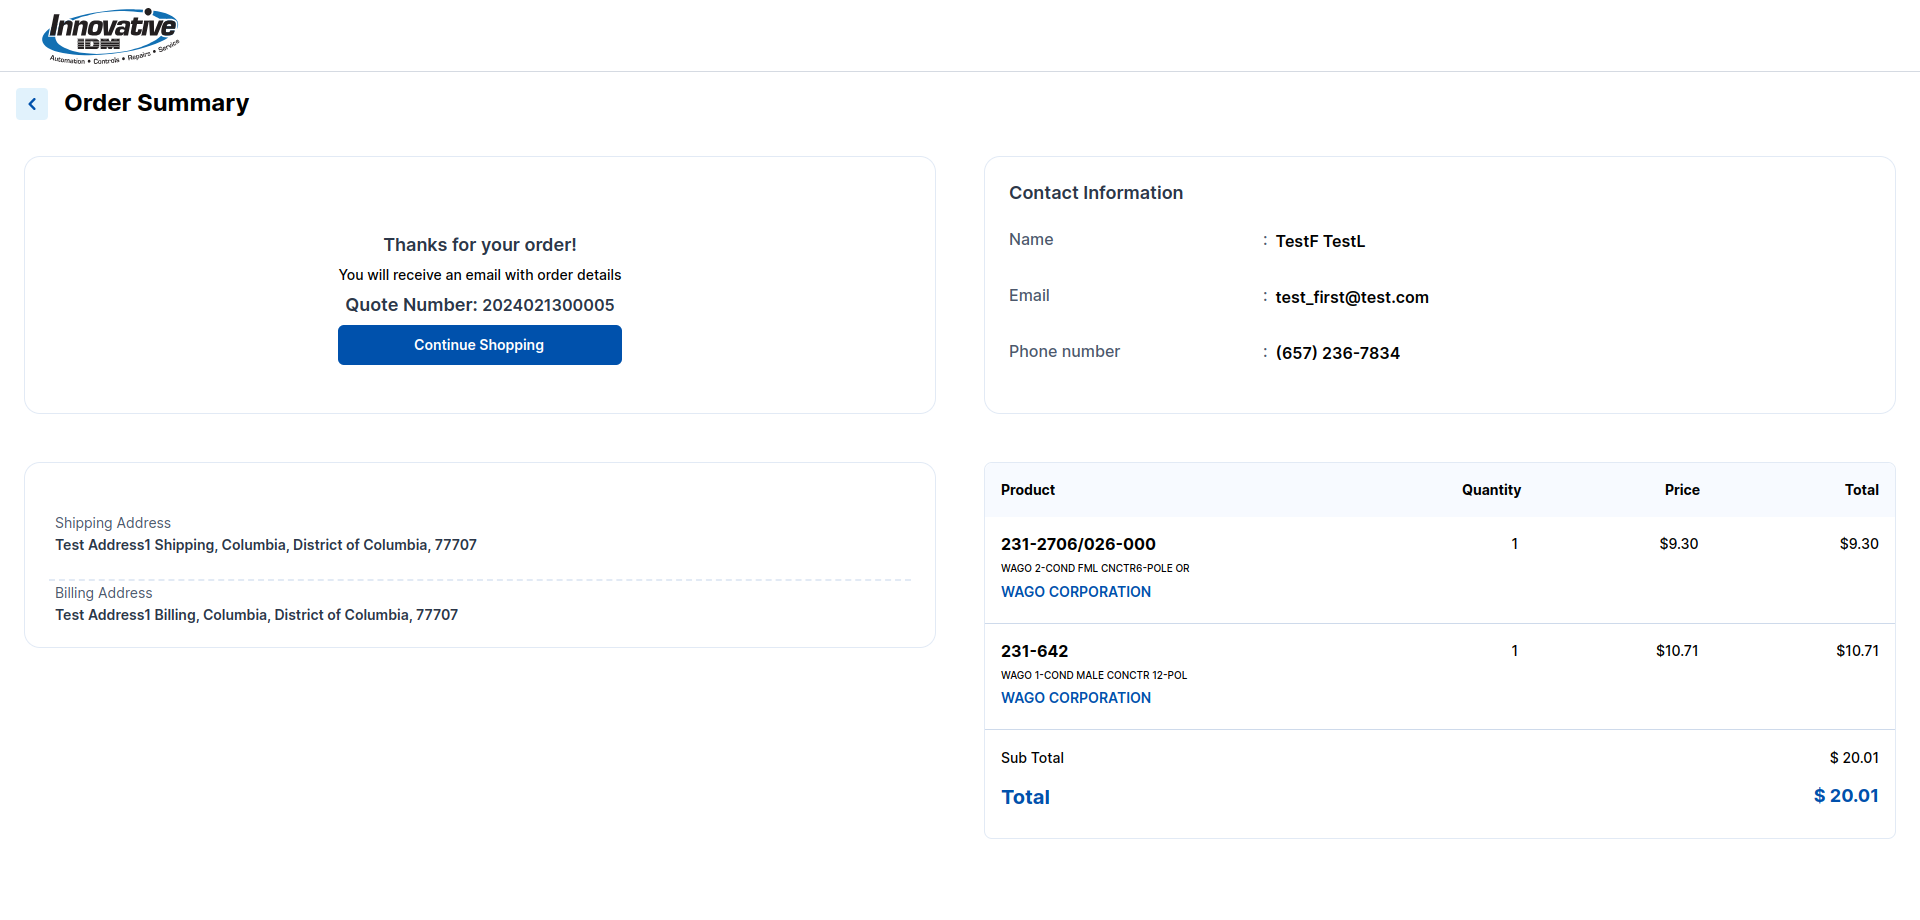 Innovative
IDM
Automation • Controls • Repairs • Service
Order Summary
Thanks for your order!
You will receive an email with order details
Quote Number: 2024021300005
Continue Shopping
Contact Information
Name : TestF TestL
Email : test_first@test.com
Phone number : (657) 236-7834
Shipping Address
Test Address1 Shipping, Columbia, District of Columbia, 77707
Billing Address
Test Address1 Billing, Columbia, District of Columbia, 77707
Product Quantity Price Total
231-2706/026-000 1 $9.30 $9.30
WAGO 2-COND FML CNCTR6-POLE OR
WAGO CORPORATION
231-642 1 $10.71 $10.71
WAGO 1-COND MALE CONCTR 12-POL
WAGO CORPORATION
Sub Total $ 20.01
Total $ 20.01